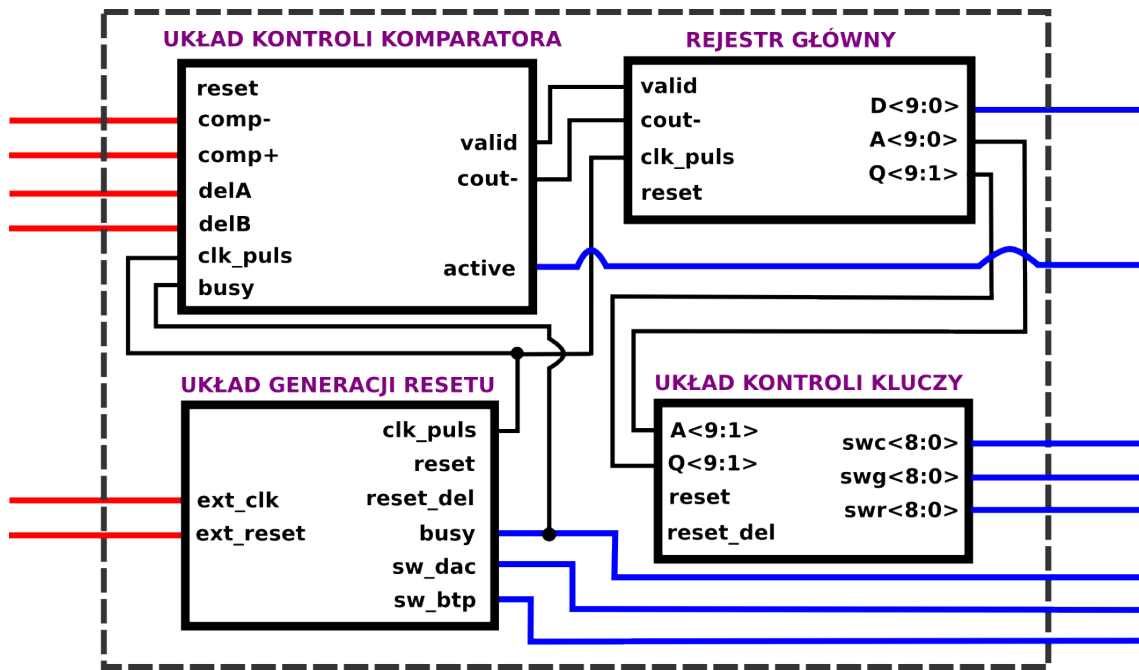 UKŁAD KONTROLI KOMPARATORA
reset
comp-
comp+
delA
delB
clk_puls
busy
valid
cout-
active
REJESTR GŁÓWNY
valid
cout-
clk_puls
reset
D<9:0>
A<9:0>
Q<9:1>
UKŁAD GENERACJI RESETU
ext_clk
ext_reset
clk_puls
reset
reset_del
busy
sw_dac
sw_btp
UKŁAD KONTROLI KLUCZY
A<9:1>
Q<9:1>
reset
reset_del
swc<8:0>
swg<8:0>
swr<8:0>